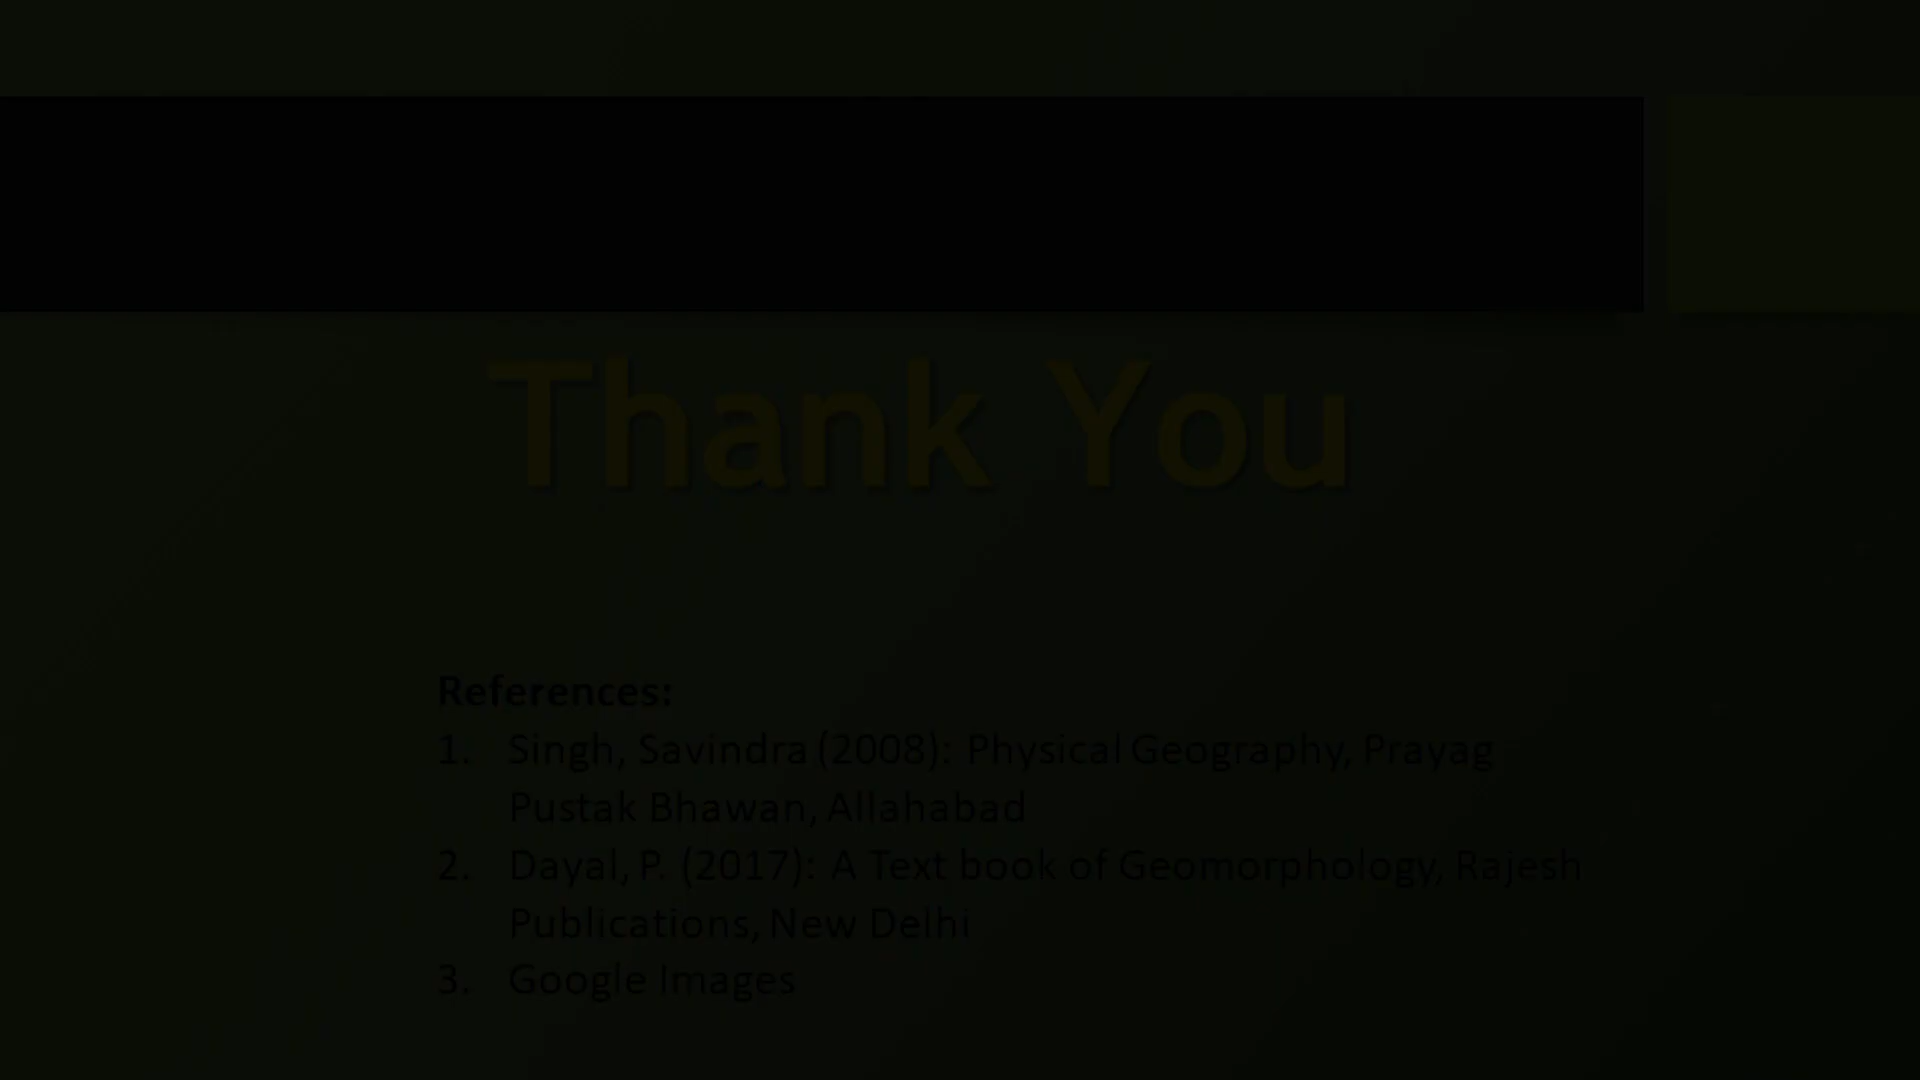 Thank You
References:
1. Singh, Savindra (2008): Physical Geography, Prayag
Pustak Bhawan, Allahabad
2. Dayal, P. (2017): A Text book of Geomorphology, Rajesh
Publications, New Delhi
3. Google Images